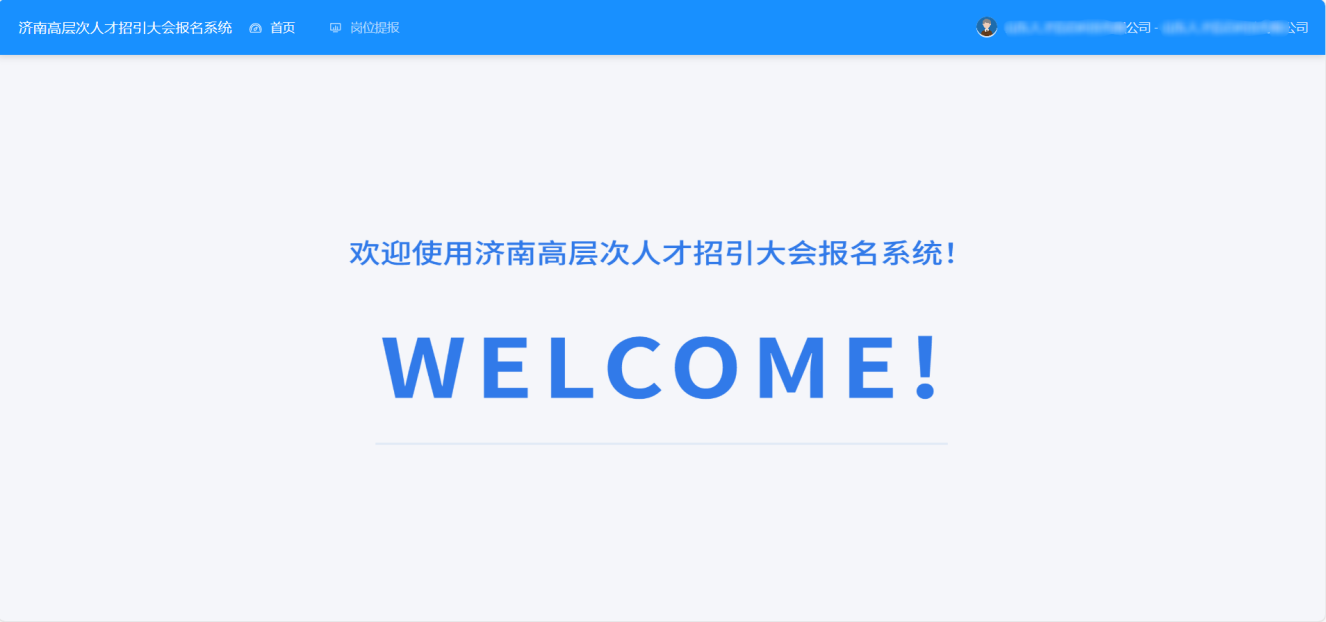 济南高层次人才招引大会报名系统 首页 岗位提报 公司 - 公司
欢迎使用济南高层次人才招引大会报名系统！
WELCOME！